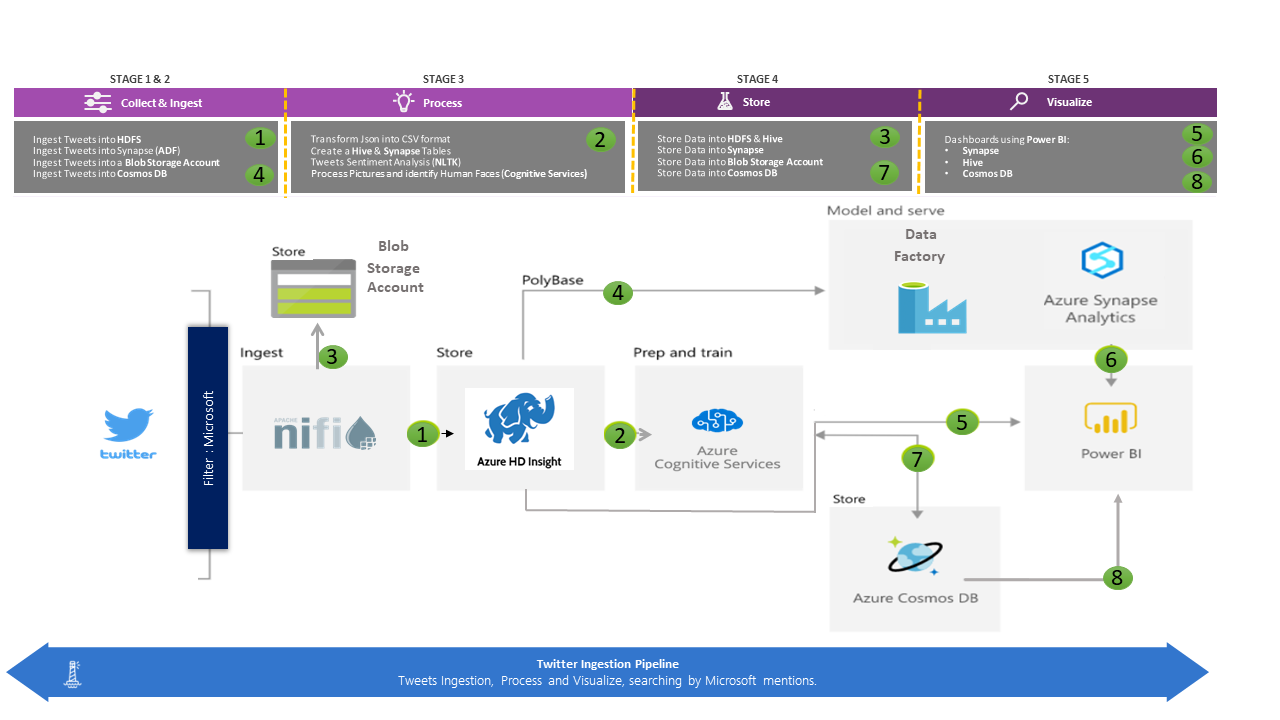 STAGE 1 & 2
STAGE 3
STAGE 4
STAGE 5
Collect & Ingest
Process
Store
Visualize
Ingest Tweets into HDFS
Ingest Tweets into Synapse (ADF)
Ingest Tweets into a Blob Storage Account
Ingest Tweets into Cosmos DB
1
4
Transform Json into CSV format
Create a Hive & Synapse Tables
Tweets Sentiment Analysis (NLTK)
Process Pictures and identify Human Faces (Cognitive Services)
2
Store Data into HDFS & Hive
Store Data into Synapse
Store Data into Blob Storage Account
Store Data into Cosmos DB
3
7
Dashboards using Power BI:
• Synapse
• Hive
• Cosmos DB
5
6
8
Model and serve
Data
Factory
Azure Synapse
Analytics
Store
Blob
Storage
Account
PolyBase
4
3
6
Ingest
Store
Prep and train
Filter : Microsoft
twitter
APACHE
nifi
1
Azure HD Insight
2
Azure
Cognitive Services
5
7
Power BI
Store
Azure Cosmos DB
8
Twitter Ingestion Pipeline
Tweets Ingestion, Process and Visualize, searching by Microsoft mentions.